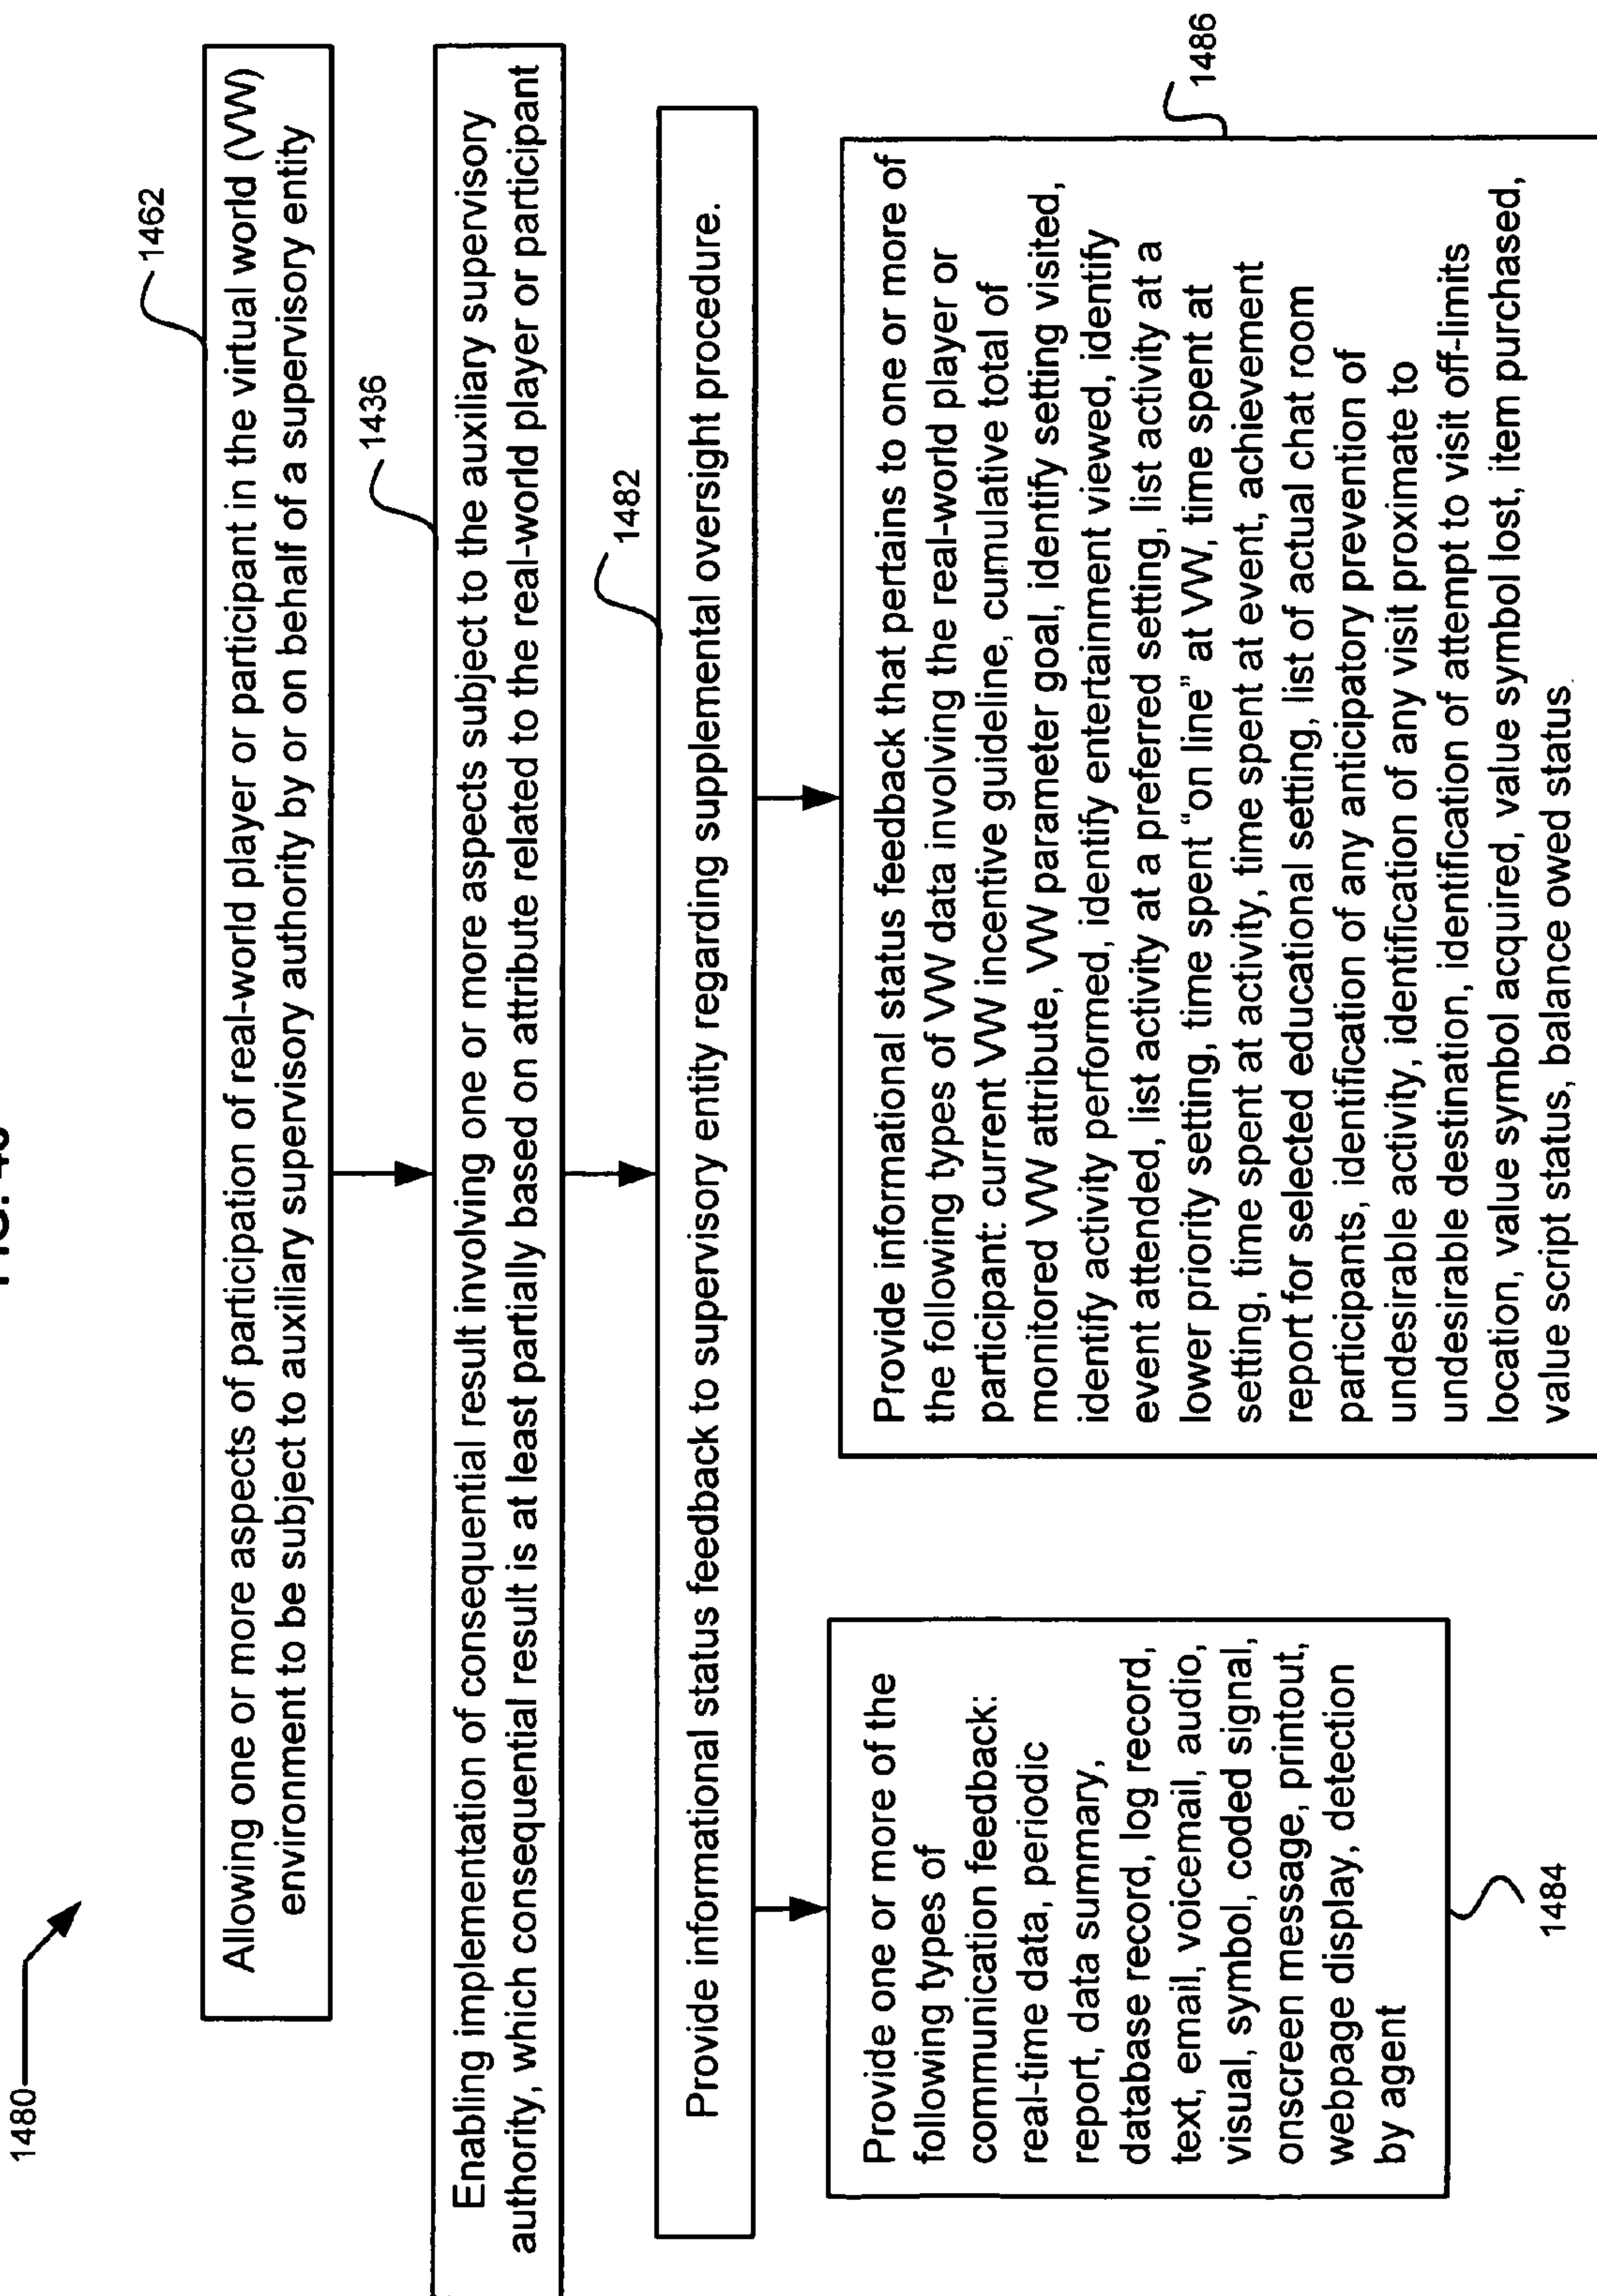 1480
1462
Allowing one or more aspects of participation of real-world player or participant in the virtual world (VW)
environment to be subject to auxiliary supervisory authority by or on behalf of a supervisory entity
1436
Enabling implementation of consequential result involving one or more aspects subject to the auxiliary supervisory
authority, which consequential result is at least partially based on attribute related to the real-world player or participant
1482
Provide informational status feedback to supervisory entity regarding supplemental oversight procedure.
Provide one or more of the
following types of
communication feedback:
real-time data, periodic
report, data summary,
database record, log record,
text, email, voicemail, audio,
visual, symbol, coded signal,
onscreen message, printout,
webpage display, detection
by agent
1484
Provide informational status feedback that pertains to one or more of
the following types of VW data involving the real-world player or
participant: current VW incentive guideline, cumulative total of
monitored VW attribute, VW parameter goal, identify setting visited,
identify activity performed, identify entertainment viewed, identify
event attended, list activity at a preferred setting, list activity at a
lower priority setting, time spent “on line” at VW, time spent at
setting, time spent at activity, time spent at event, achievement
report for selected educational setting, list of actual chat room
participants, identification of any anticipatory prevention of
undesirable activity, identification of any visit proximate to
undesirable destination, identification of attempt to visit off-limits
location, value symbol acquired, value symbol lost, item purchased,
value script status, balance owed status.
1486